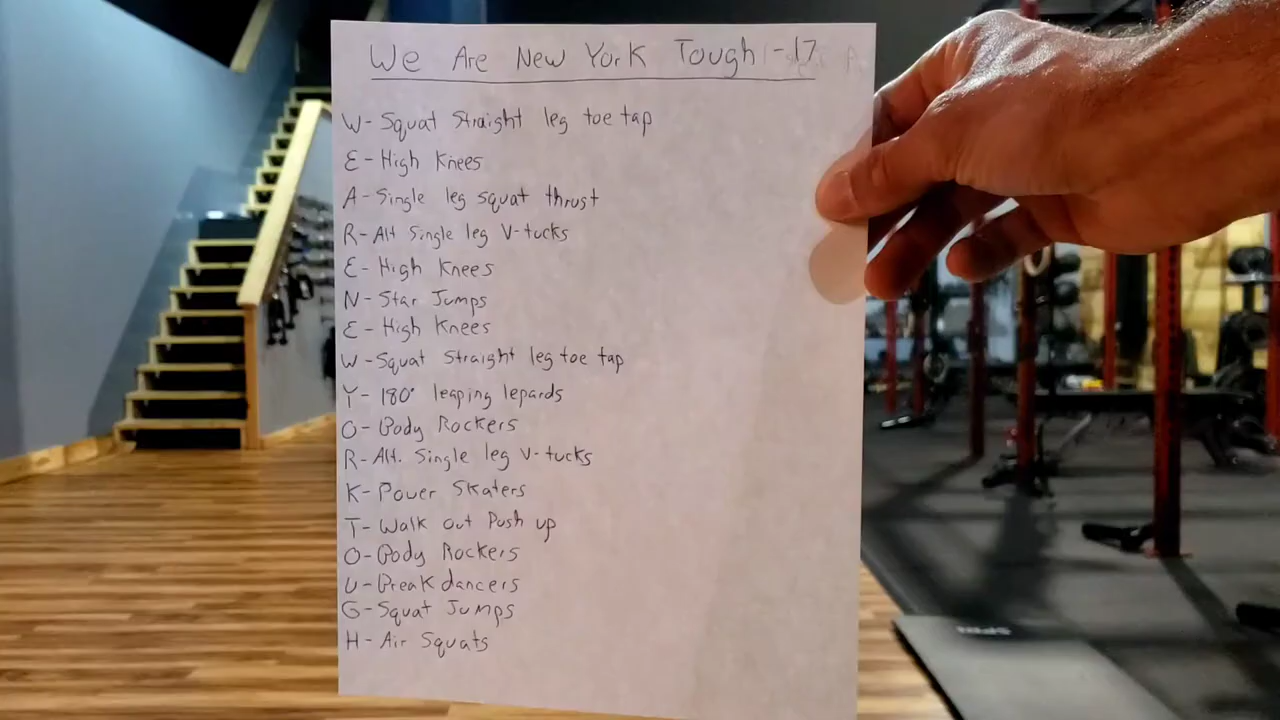 We Are New York Tough -17
W- Squat Straight leg toe tap
E- High Knees
A- Single leg squat thrust
R- Alt Single leg V-tucks
E- High Knees
N- Star Jumps
E- High Knees
W- Squat Straight leg toe tap
Y- 180° leaping lepards
O- Body Rockers
R- Alt. Single leg V-tucks
K- Power Skaters
T- Walk out Push up
O- Body Rockers
U- Break dancers
G- Squat Jumps
H- Air Squats